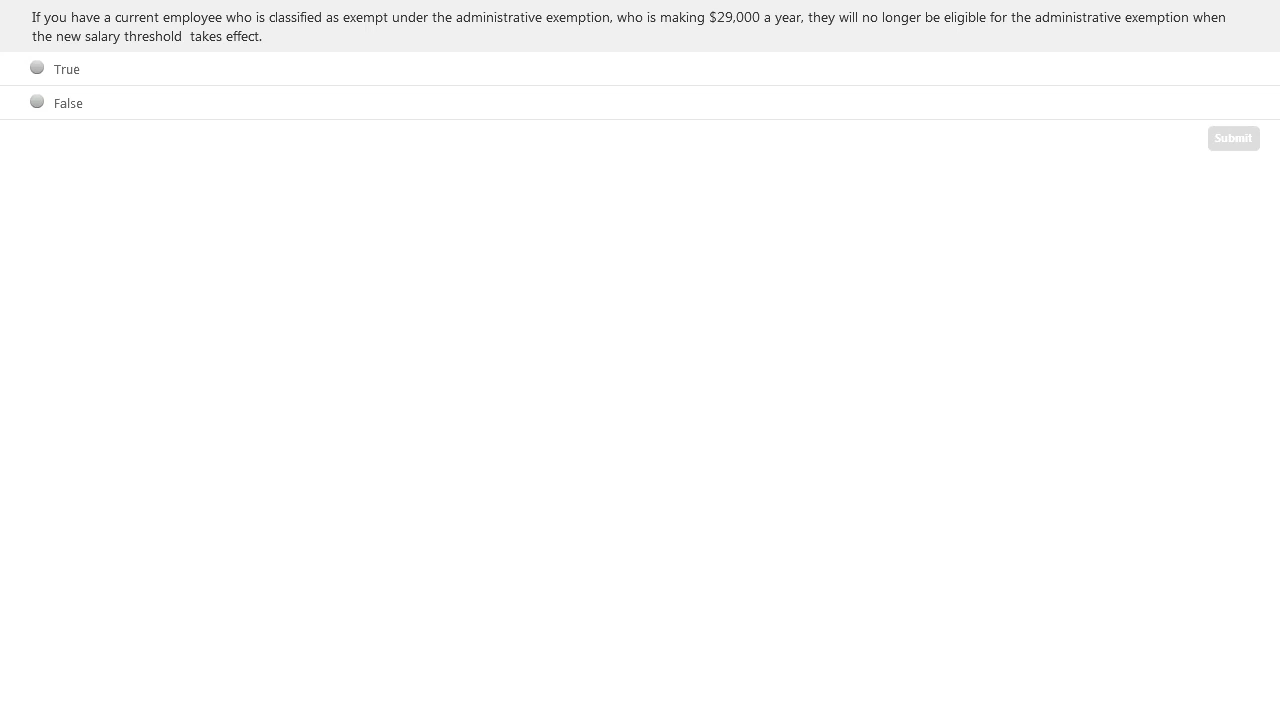 If you have a current employee who is classified as exempt under the administrative exemption, who is making $29,000 a year, they will no longer be eligible for the administrative exemption when
the new salary threshold  takes effect.
True
False
Submit